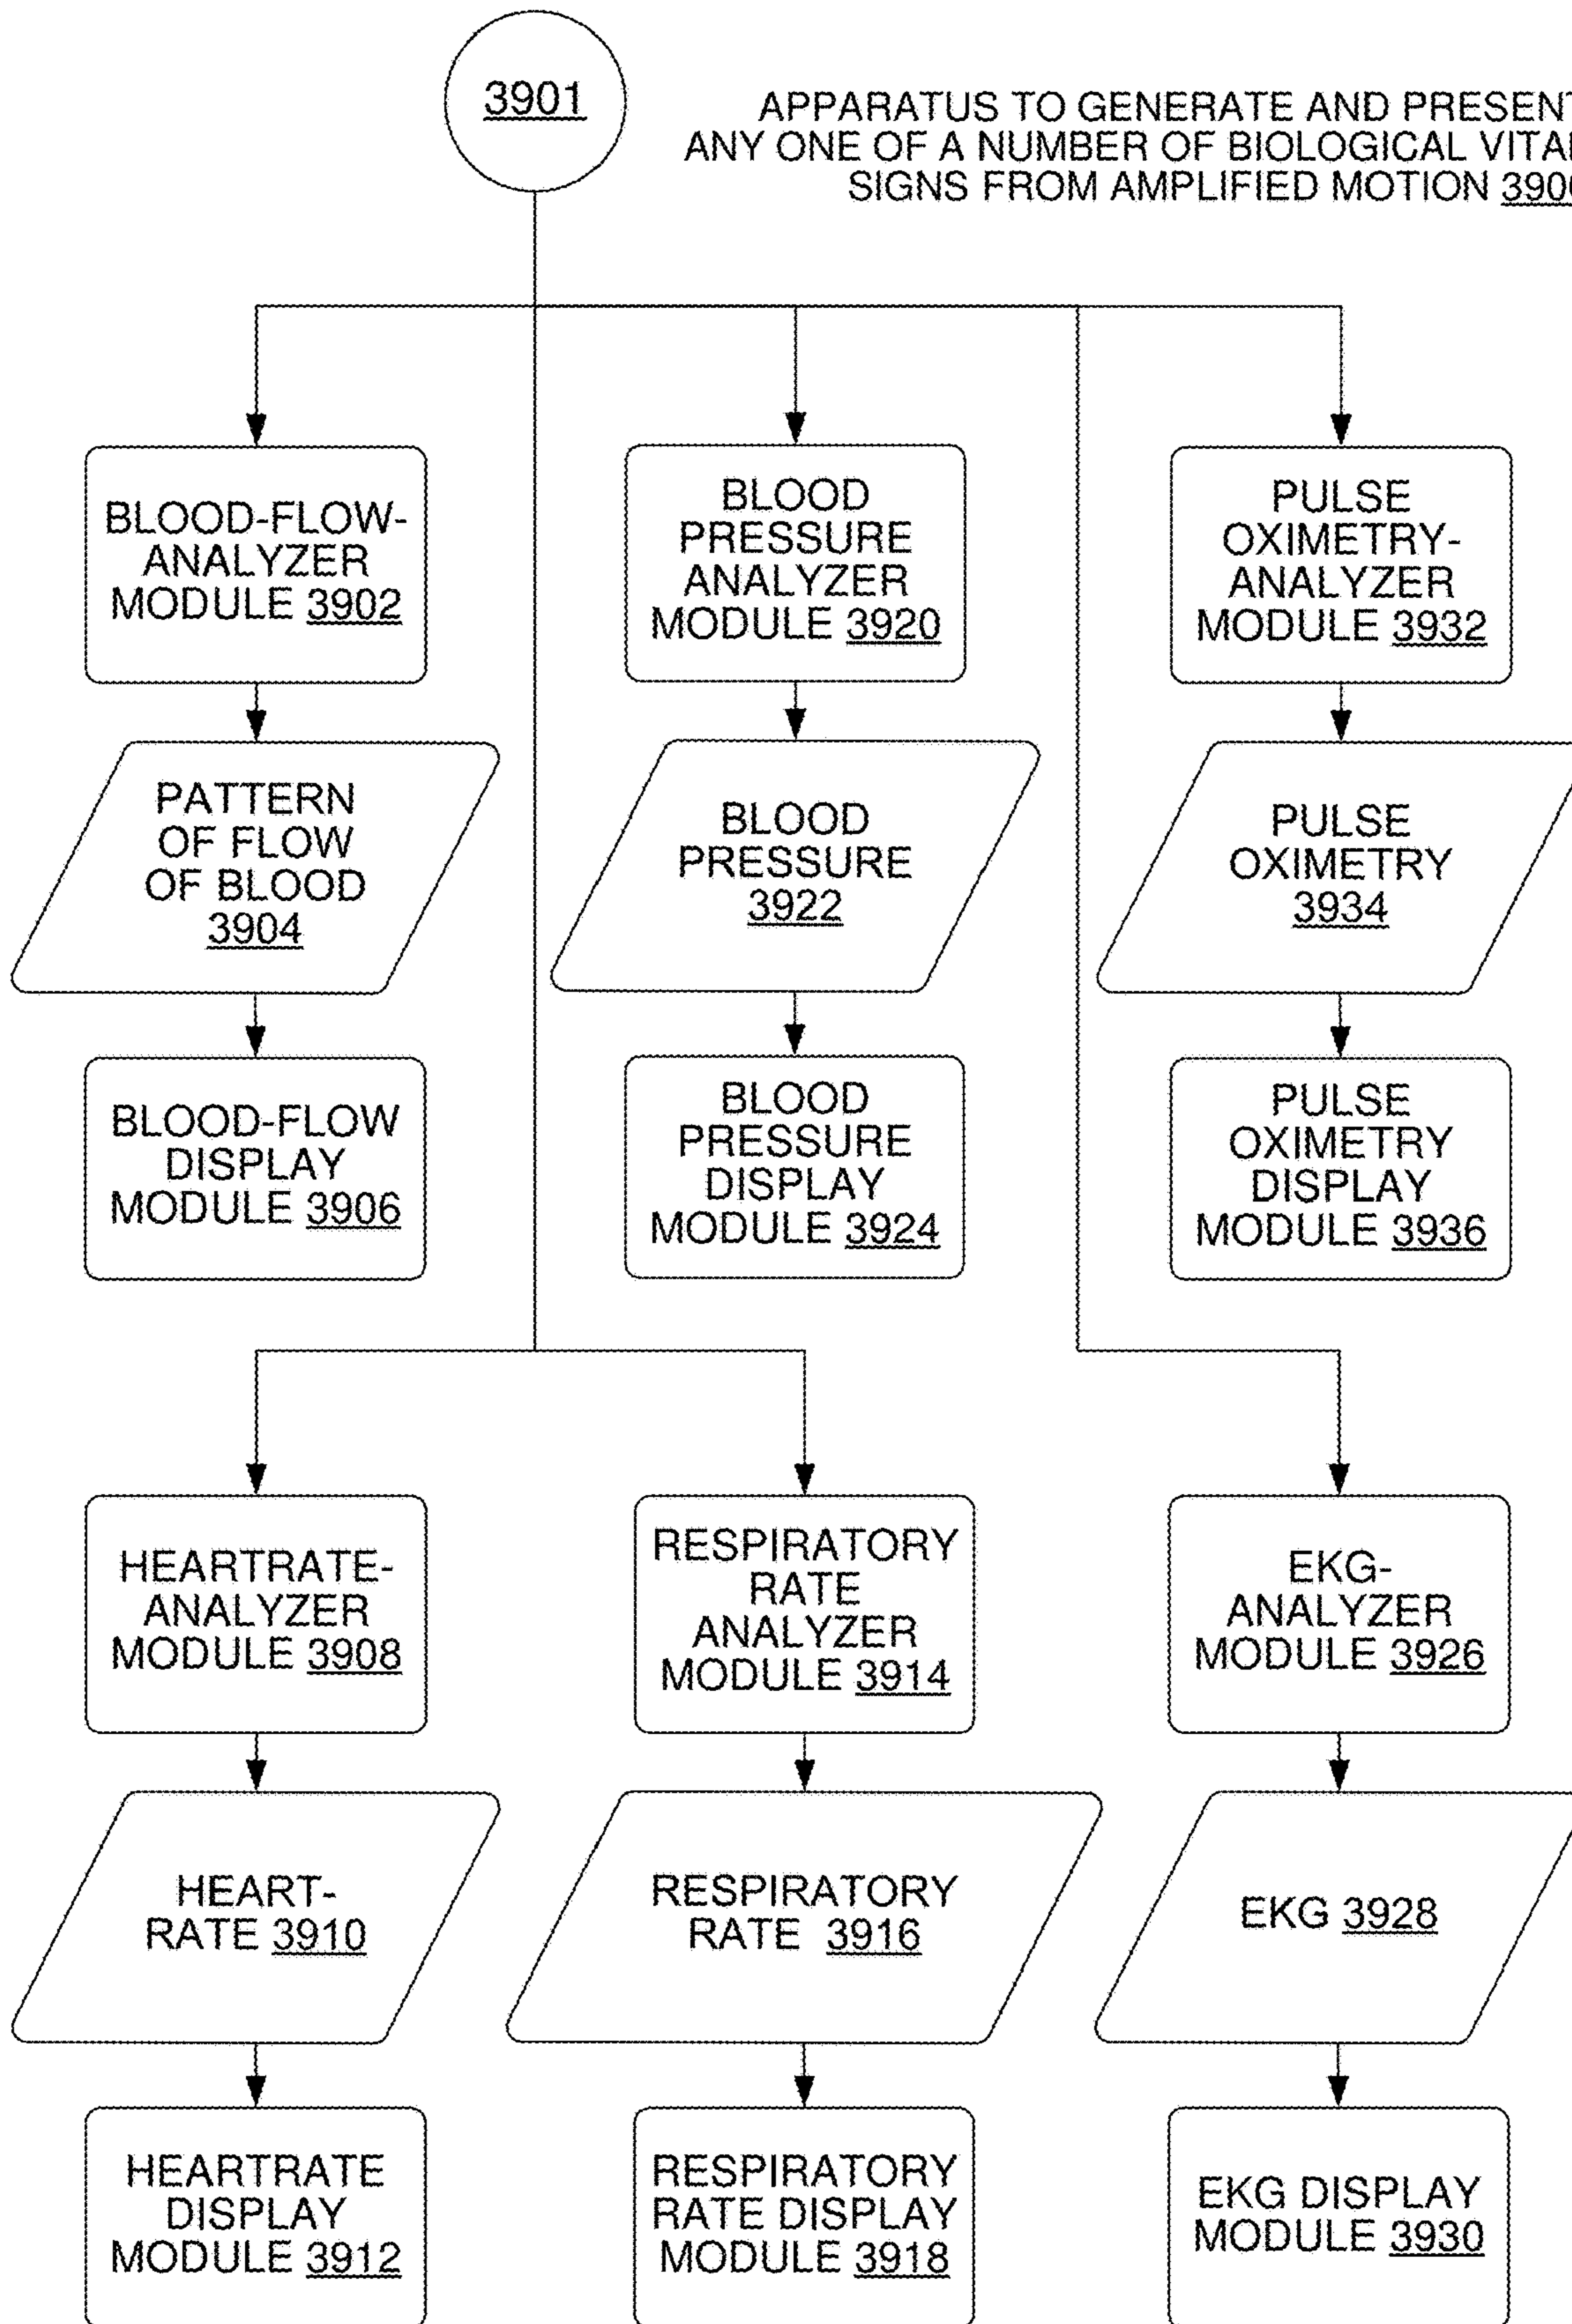 3901
APPARATUS TO GENERATE AND PRESENT
ANY ONE OF A NUMBER OF BIOLOGICAL VITAL
SIGNS FROM AMPLIFIED MOTION 3900
BLOOD-FLOW-
ANALYZER
MODULE 3902
BLOOD
PRESSURE
ANALYZER
MODULE 3920
PULSE
OXIMETRY-
ANALYZER
MODULE 3932
PATTERN
OF FLOW
OF BLOOD
3904
BLOOD
PRESSURE
3922
PULSE
OXIMETRY
3934
BLOOD-FLOW
DISPLAY
MODULE 3906
BLOOD
PRESSURE
DISPLAY
MODULE 3924
PULSE
OXIMETRY
DISPLAY
MODULE 3936
HEARTRATE-
ANALYZER
MODULE 3908
RESPIRATORY
RATE
ANALYZER
MODULE 3914
EKG-
ANALYZER
MODULE 3926
HEART-
RATE 3910
RESPIRATORY
RATE 3916
EKG 3928
HEARTRATE
DISPLAY
MODULE 3912
RESPIRATORY
RATE DISPLAY
MODULE 3918
EKG DISPLAY
MODULE 3930